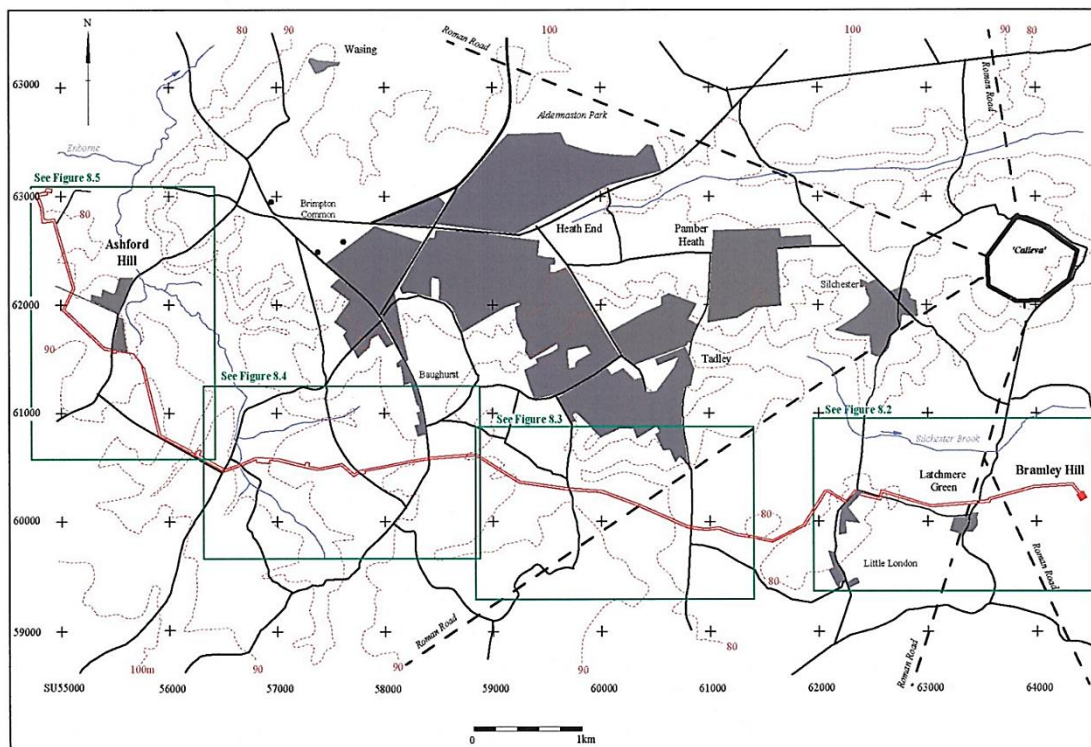 80
90
100
100
90
80
N
Wasing
Roman Road
Roman Road
63000
Aldermaston Park
Enborne
See Figure 8.5
63000
80
Brimpton
Common
Heath End
Pamber
Heath
'Calleva'
Ashford
Hill
62000
Silchester
90
Tadley
See Figure 8.4
Baughurst
61000
See Figure 8.3
See Figure 8.2
Silchester Brook
Latchmere
Green
Bramley Hill
60000
80
Little London
80
Roman Road
59000
Roman Road
80
Roman Road
100m
90
90
90
SU55000
56000
57000
58000
59000
60000
61000
62000
63000
64000
0
1km